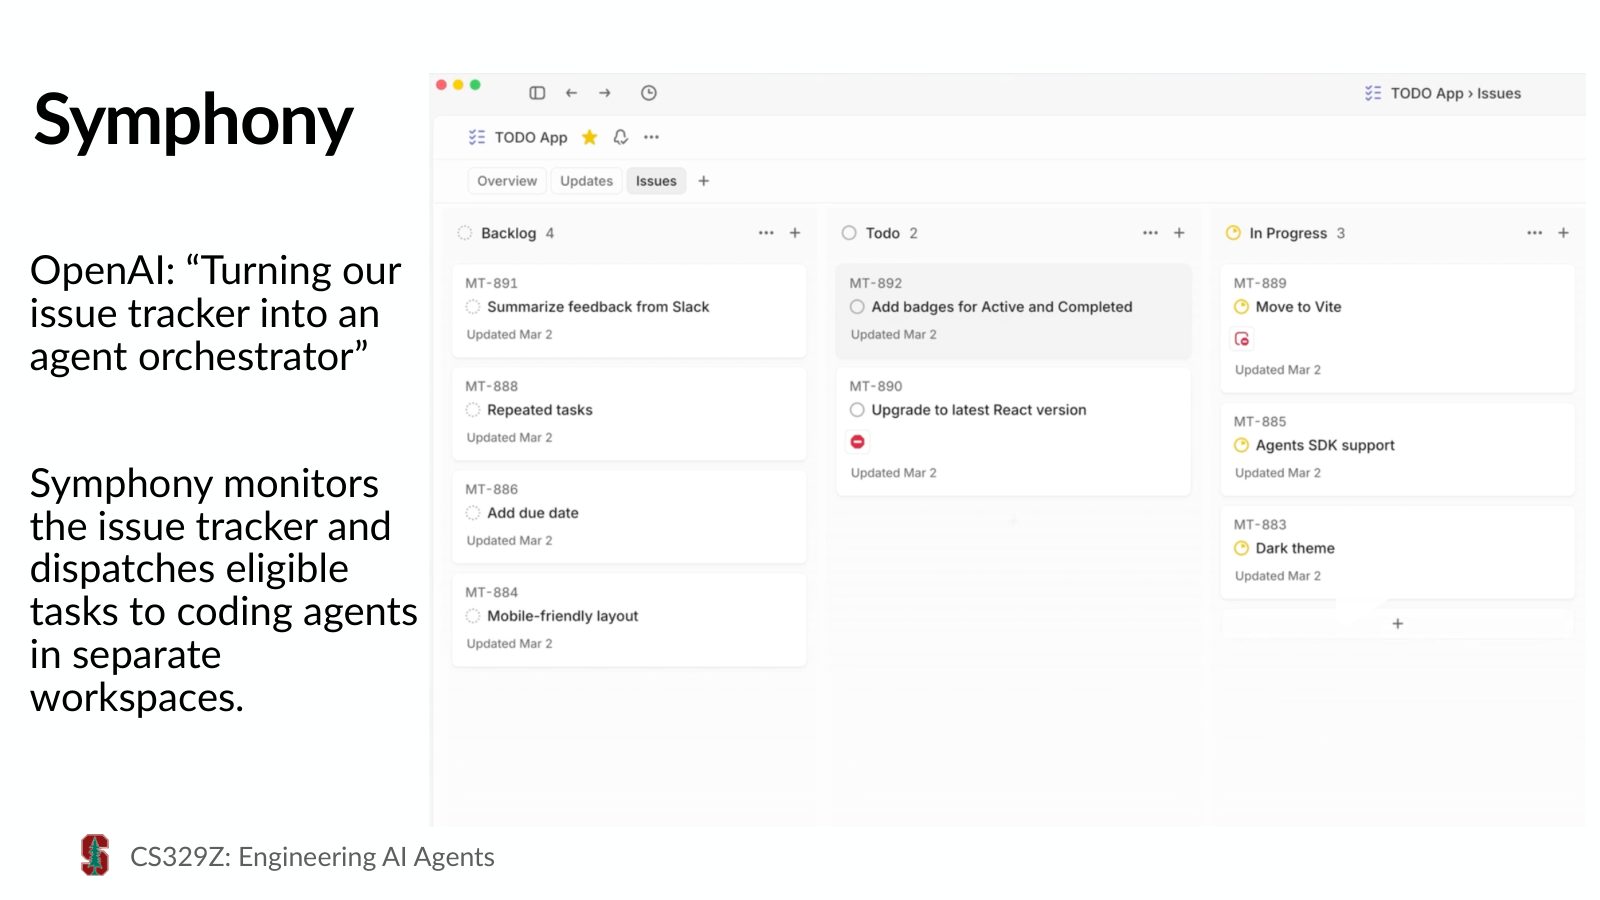 Symphony
OpenAI: “Turning our
issue tracker into an
agent orchestrator”
Symphony monitors
the issue tracker and
dispatches eligible
tasks to coding agents
in separate
workspaces.
TODO App › Issues
TODO App
Overview Updates Issues
Backlog 4
MT-891
Summarize feedback from Slack
Updated Mar 2
MT-888
Repeated tasks
Updated Mar 2
MT-886
Add due date
Updated Mar 2
MT-884
Mobile-friendly layout
Updated Mar 2
Todo 2
MT-892
Add badges for Active and Completed
Updated Mar 2
MT-890
Upgrade to latest React version
Updated Mar 2
In Progress 3
MT-889
Move to Vite
Updated Mar 2
MT-885
Agents SDK support
Updated Mar 2
MT-883
Dark theme
Updated Mar 2
CS329Z: Engineering AI Agents